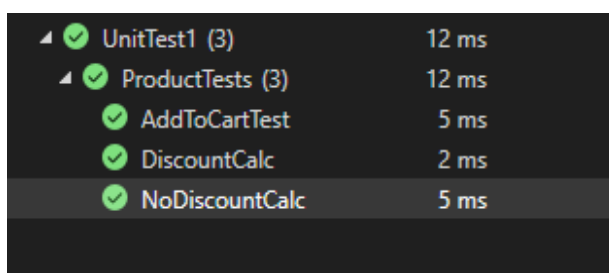 UnitTest1 (3) 12 ms
ProductTests (3) 12 ms
AddToCartTest 5 ms
DiscountCalc 2 ms
NoDiscountCalc 5 ms